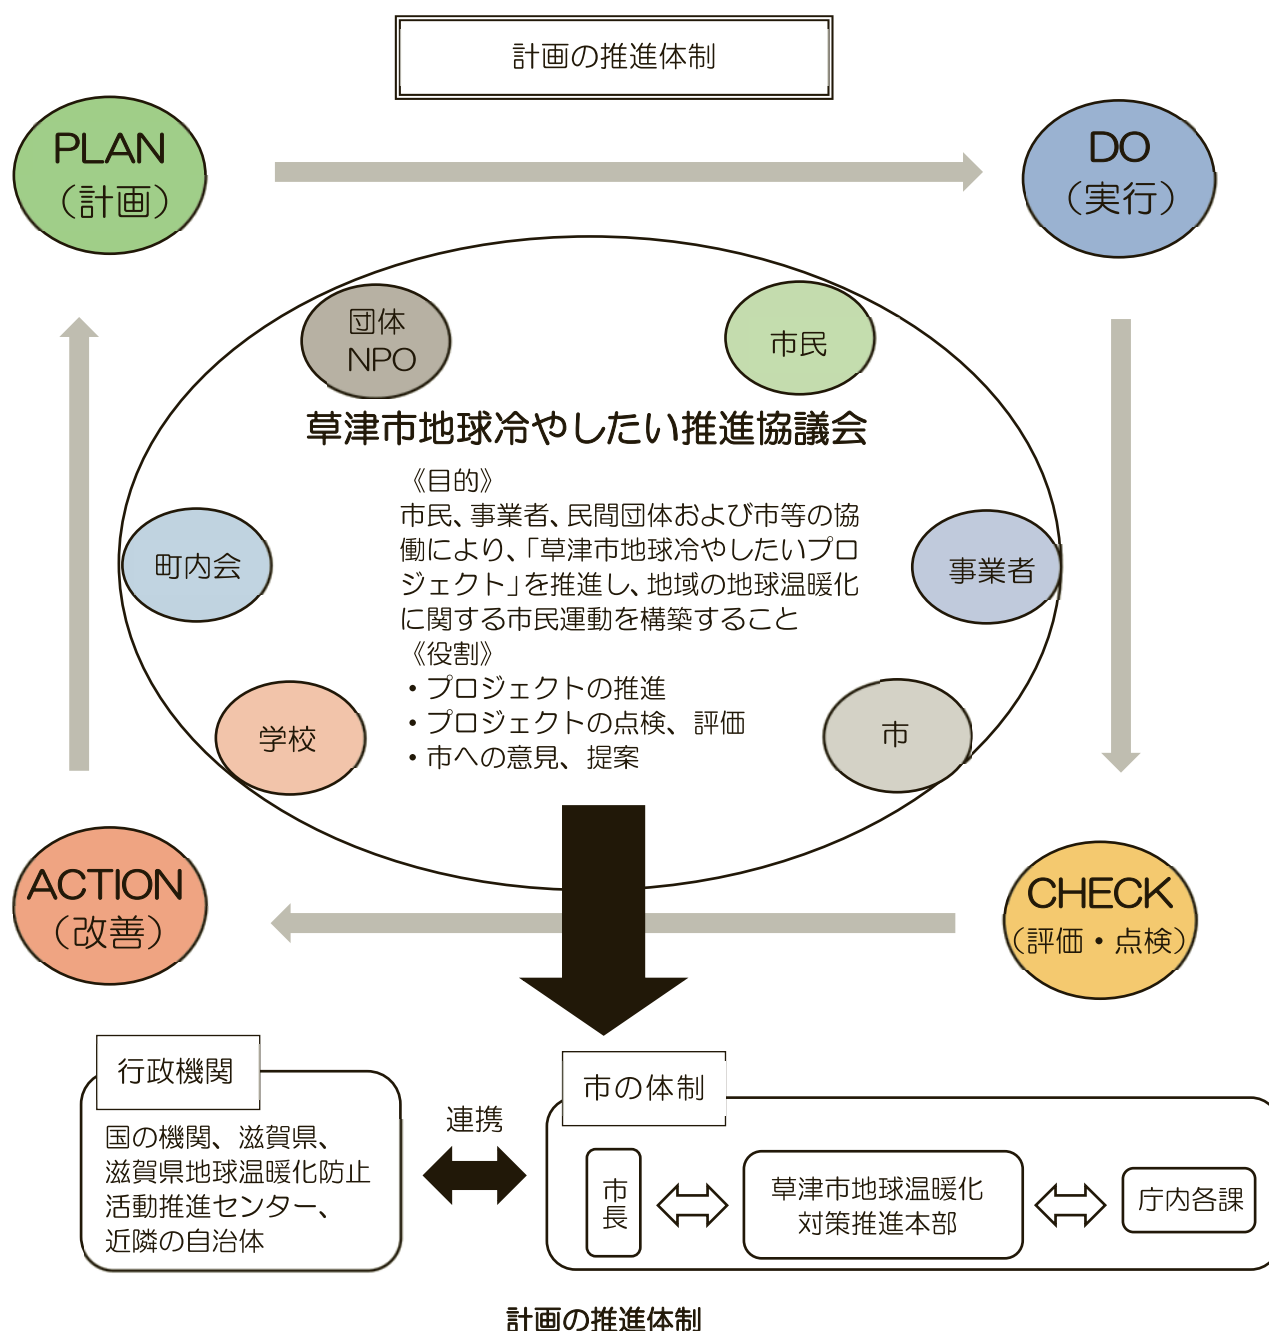 計画の推進体制
PLAN
（計画）
DO
（実行）
団体
NPO
市民
草津市地球冷やしたい推進協議会
《目的》
市民、事業者、民間団体および市等の協
働により、「草津市地球冷やしたいプロ
ジェクト」を推進し、地域の地球温暖化
に関する市民運動を構築すること
《役割》
・プロジェクトの推進
・プロジェクトの点検、評価
・市への意見、提案
町内会
事業者
学校
市
ACTION
（改善）
CHECK
（評価・点検）
行政機関
国の機関、滋賀県、
滋賀県地球温暖化防止
活動推進センター、
近隣の自治体
連携
市の体制
市長
草津市地球温暖化
対策推進本部
庁内各課
計画の推進体制